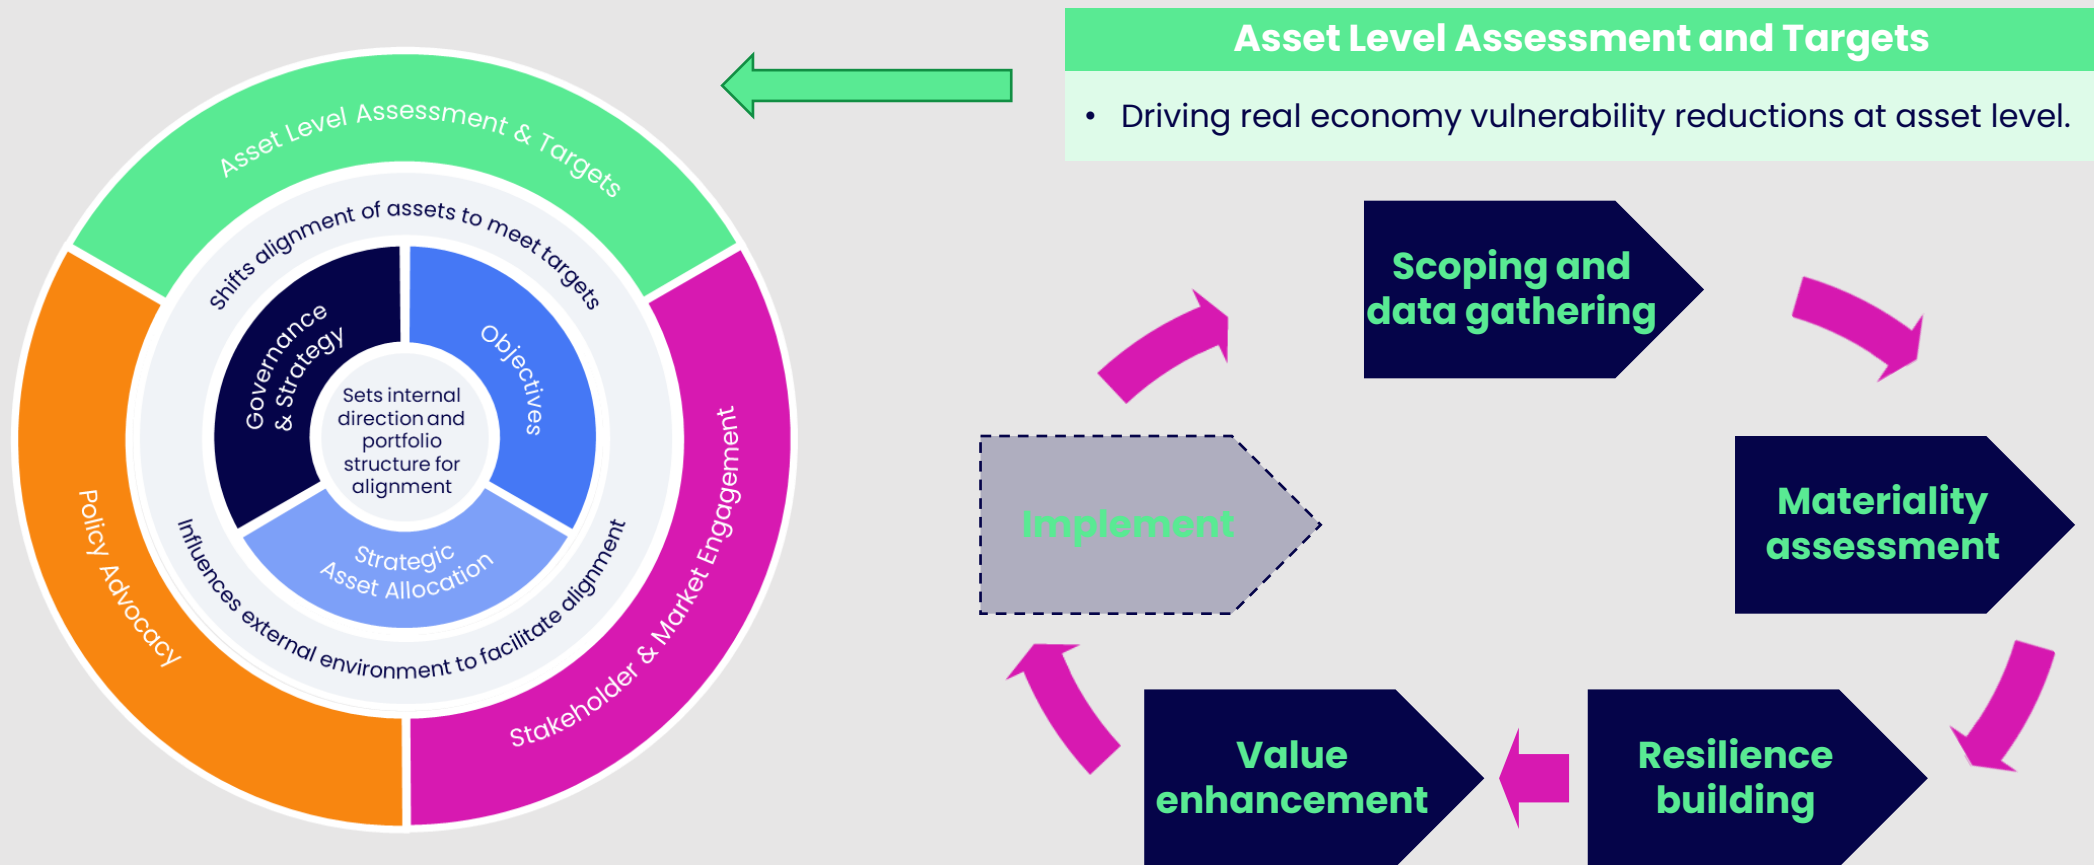 Asset Level Assessment & Targets
Shifts alignment of assets to meet targets
Governance
& Strategy
Objectives
Sets internal
direction and
portfolio
structure for
alignment
Strategic
Asset Allocation
Influences external environment to facilitate alignment
Policy Advocacy
Stakeholder & Market Engagement
Asset Level Assessment and Targets
• Driving real economy vulnerability reductions at asset level.
Scoping and
data gathering
Materiality
assessment
Resilience
building
Value
enhancement
Implement